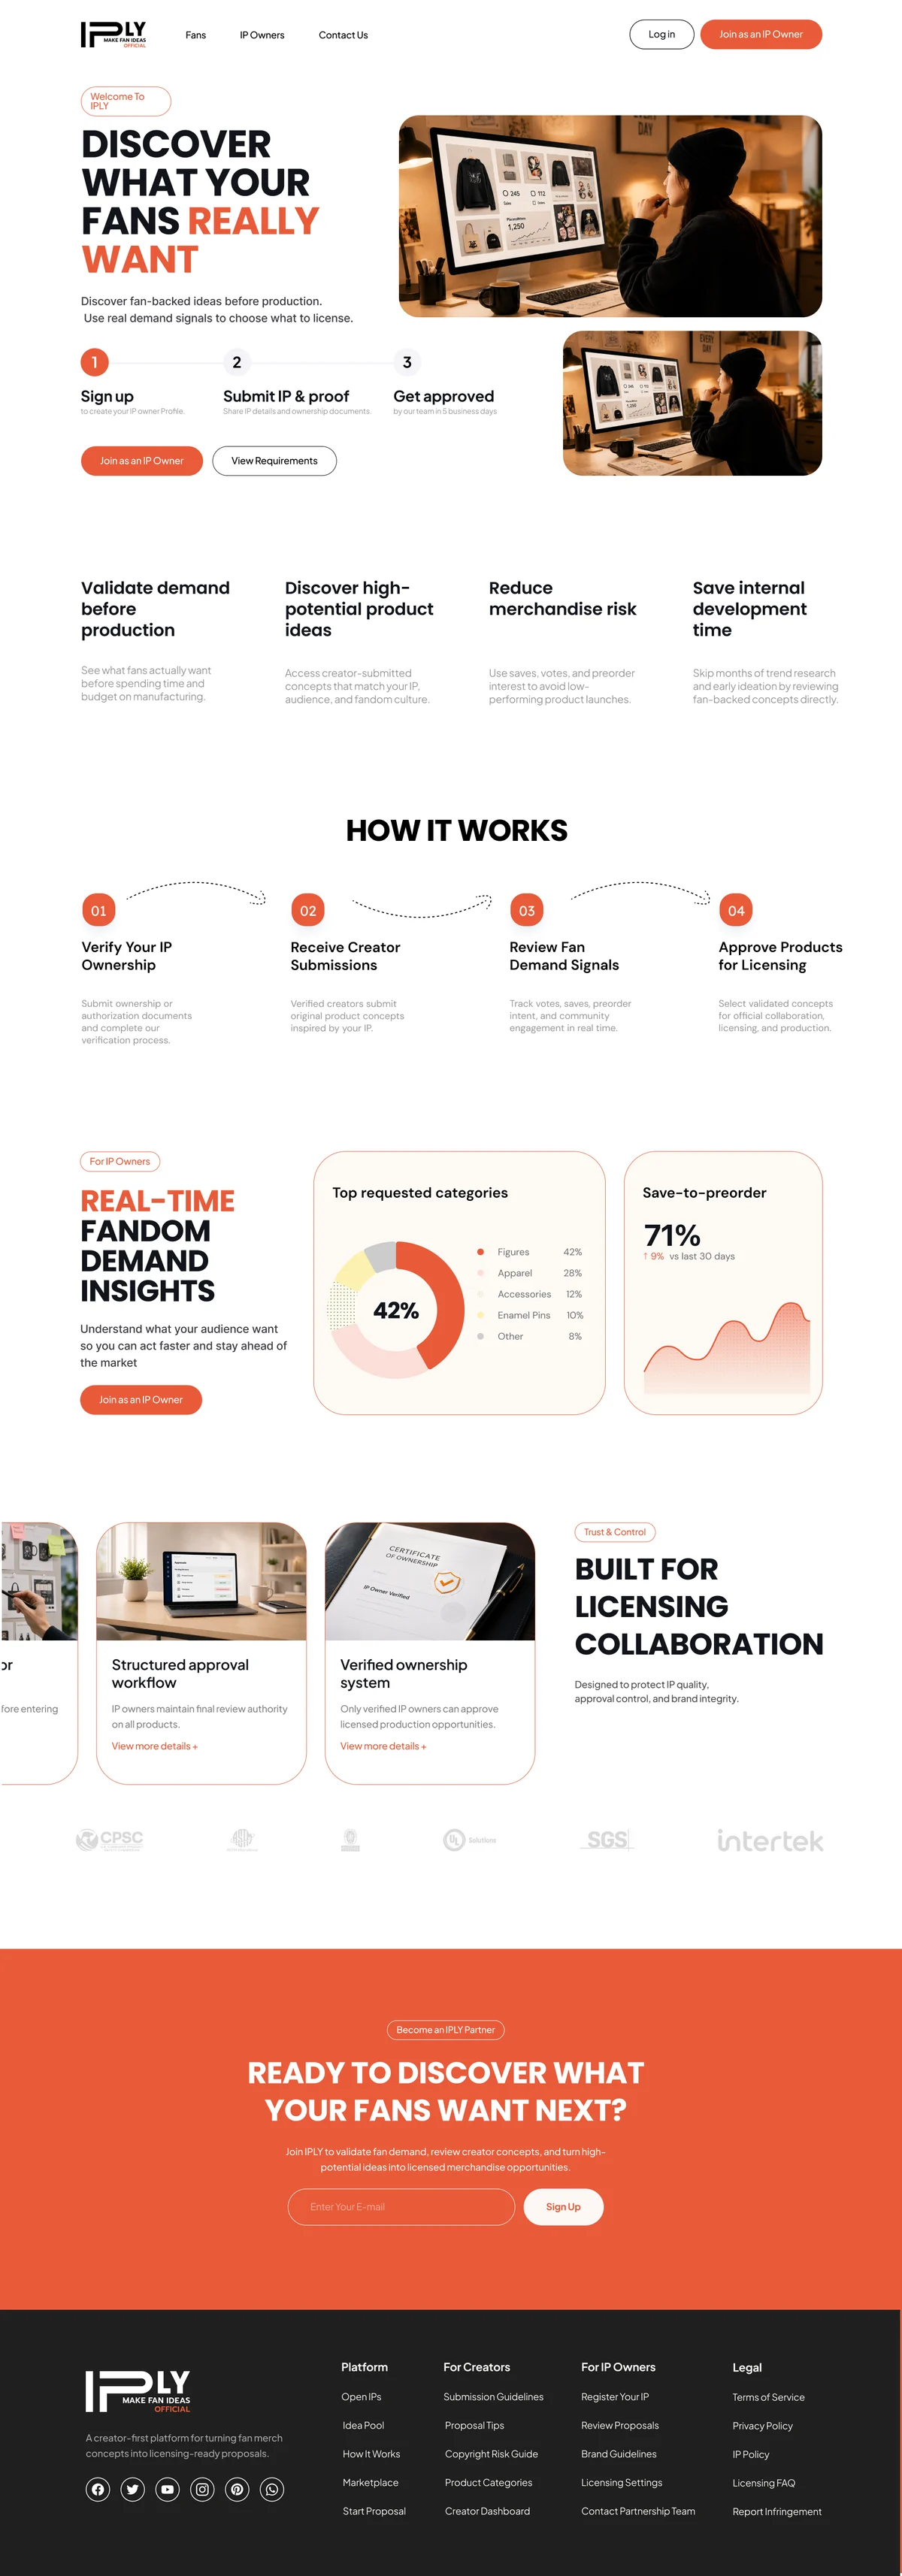 IPLY
MAKE FAN IDEAS
OFFICIAL
Fans
IP Owners
Contact Us
Log in
Join as an IP Owner
Welcome To
IPLY
DISCOVER
WHAT YOUR
FANS REALLY
WANT
Discover fan-backed ideas before production.
Use real demand signals to choose what to license.
245
112
1,250
DAY
EVERY
DAY
1
2
3
Sign up
Submit IP & proof
Get approved
to create your IP owner Profile.
Share IP details and ownership documents.
by our team in 5 business days
Join as an IP Owner
View Requirements
Validate demand
before
production
See what fans actually want
before spending time and
budget on manufacturing.
Discover high-
potential product
ideas
Access creator-submitted
concepts that match your IP,
audience, and fandom culture.
Reduce
merchandise risk
Use saves, votes, and preorder
interest to avoid low-
performing product launches.
Save internal
development
time
Skip months of trend research
and early ideation by reviewing
fan-backed concepts directly.
HOW IT WORKS
01
Verify Your IP
Ownership
Submit ownership or
authorization documents
and complete our
verification process.
02
Receive Creator
Submissions
Verified creators submit
original product concepts
inspired by your IP.
03
Review Fan
Demand Signals
Track votes, saves, preorder
intent, and community
engagement in real time.
04
Approve Products
for Licensing
Select validated concepts
for official collaboration,
licensing, and production.
For IP Owners
REAL-TIME
FANDOM
DEMAND
INSIGHTS
Understand what your audience want
so you can act faster and stay ahead of
the market
Join as an IP Owner
Top requested categories
42%
Figures 42%
Apparel 28%
Accessories 12%
Enamel Pins 10%
Other 8%
Save-to-preorder
71%
↑ 9% vs last 30 days
or
fore entering
Structured approval
workflow
IP owners maintain final review authority
on all products.
View more details +
CERTIFICATE
OF OWNERSHIP
IP Owner Verified
Verified ownership
system
Only verified IP owners can approve
licensed production opportunities.
View more details +
Trust & Control
BUILT FOR
LICENSING
COLLABORATION
Designed to protect IP quality,
approval control, and brand integrity.
CPSC
ASTM
UL Solutions
SGS
intertek
Become an IPLY Partner
READY TO DISCOVER WHAT
YOUR FANS WANT NEXT?
Join IPLY to validate fan demand, review creator concepts, and turn high-
potential ideas into licensed merchandise opportunities.
Enter Your E-mail
Sign Up
IPLY
MAKE FAN IDEAS
OFFICIAL
A creator-first platform for turning fan merch
concepts into licensing-ready proposals.
Platform
Open IPs
Idea Pool
How It Works
Marketplace
Start Proposal
For Creators
Submission Guidelines
Proposal Tips
Copyright Risk Guide
Product Categories
Creator Dashboard
For IP Owners
Register Your IP
Review Proposals
Brand Guidelines
Licensing Settings
Contact Partnership Team
Legal
Terms of Service
Privacy Policy
IP Policy
Licensing FAQ
Report Infringement